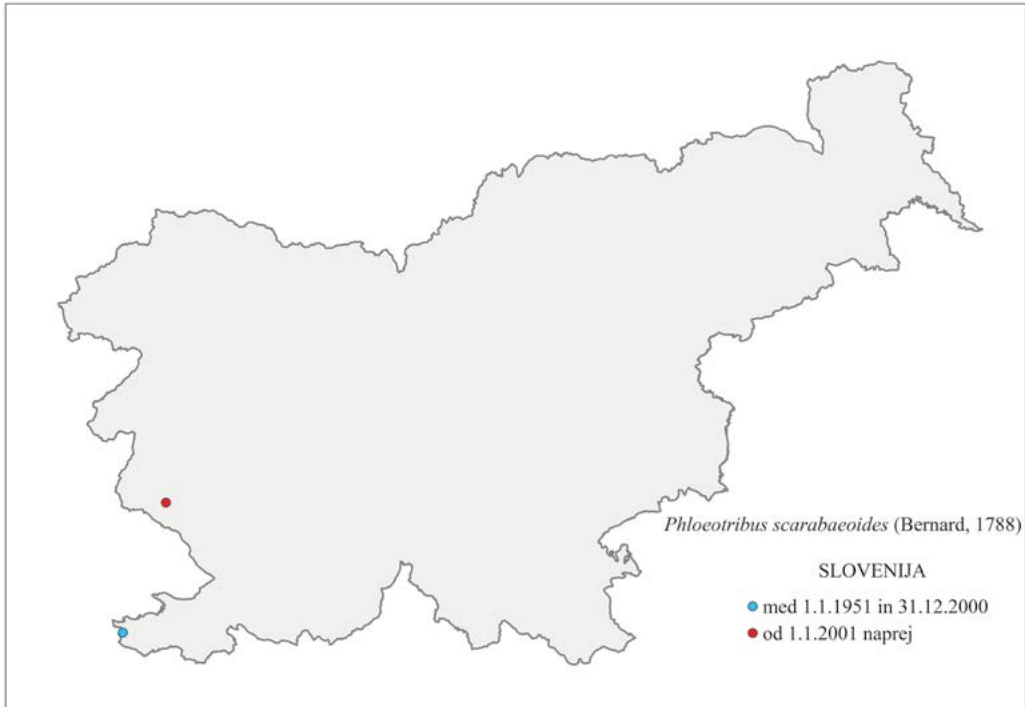 Phloeotribus scarabaeoides (Bernard, 1788)
SLOVENIJA
med 1.1.1951 in 31.12.2000
od 1.1.2001 naprej